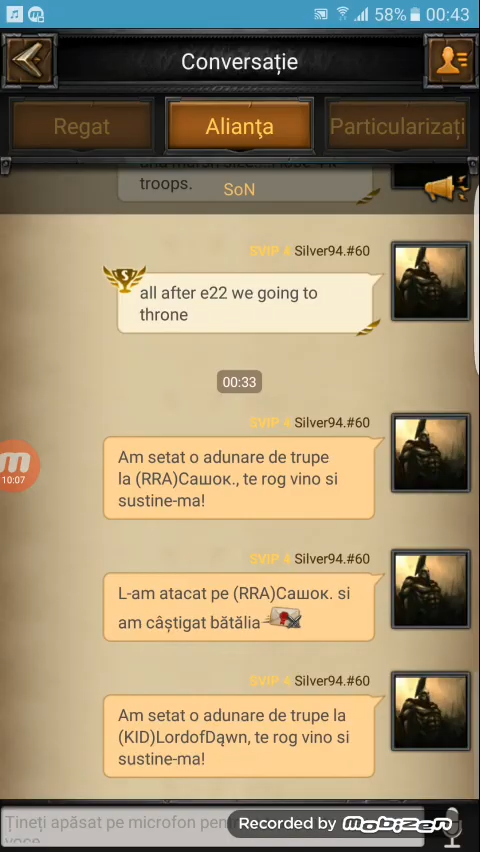 58% 00:43
Conversație
Regat
Alianţa
Particularizați
troops.
SoN
SVIP 4 Silver94.#60
all after e22 we going to
throne
00:33
SVIP 4 Silver94.#60
Am setat o adunare de trupe
la (RRA)Сашок., te rog vino si
sustine-ma!
10:07
SVIP 4 Silver94.#60
L-am atacat pe (RRA)Сашок. si
am câștigat bătălia
SVIP 4 Silver94.#60
Am setat o adunare de trupe la
(KID)LordofDąwn, te rog vino si
sustine-ma!
Țineți apăsat pe microfon
Recorded by Mobizen